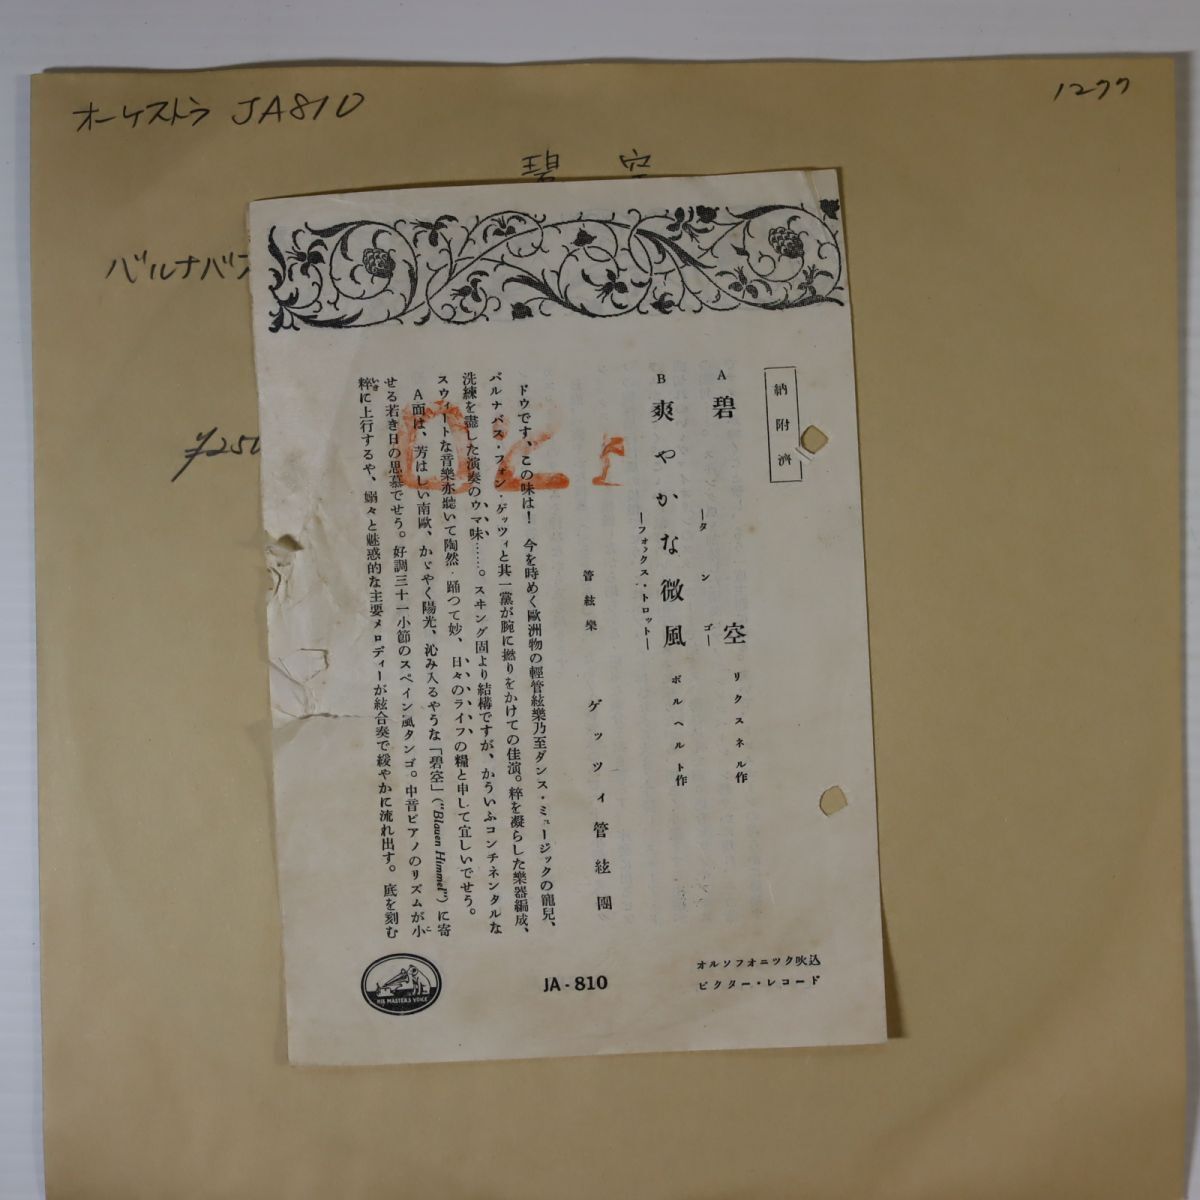 オーケストラ JA810
1277
碧 空
バルナバス
¥250
納附濟
A 碧空
―タンゴ―
リクスネル作
B 爽やかな微風
―フォックス・トロット―
ボルヘルト作
管絃樂 ゲッツイ管絃團
ドウです、この味は! 今を時めく歐洲物の輕管絃樂乃至ダンス・ミュージックの寵兒、
バルナバス・フォン・ゲッツィと其一黨が腕に撚りをかけての佳演。粹を凝らした樂器編成、
洗練を盡した演奏のウマ味……。スヰング固より結構ですが、かういふコンチネンタルな
スウィートな音樂亦聽いて陶然・踊つて妙、日々のライフの糧と申して宜しいでせう。
A面は、芳はしい南歐、かゞやく陽光、沁み入るやうな「碧空」("Blauen Himmel")に寄
せる若き日の思慕でせう。好調三十一小節のスペイン風タンゴ。中音ピアノのリズムが小
粹に上行するや、嫋々と魅惑的な主要メロディーが絃合奏で緩やかに流れ出す。底を刻む
HIS MASTERS VOICE
JA-810
オルソフォニツク吹込
ビクター・レコード